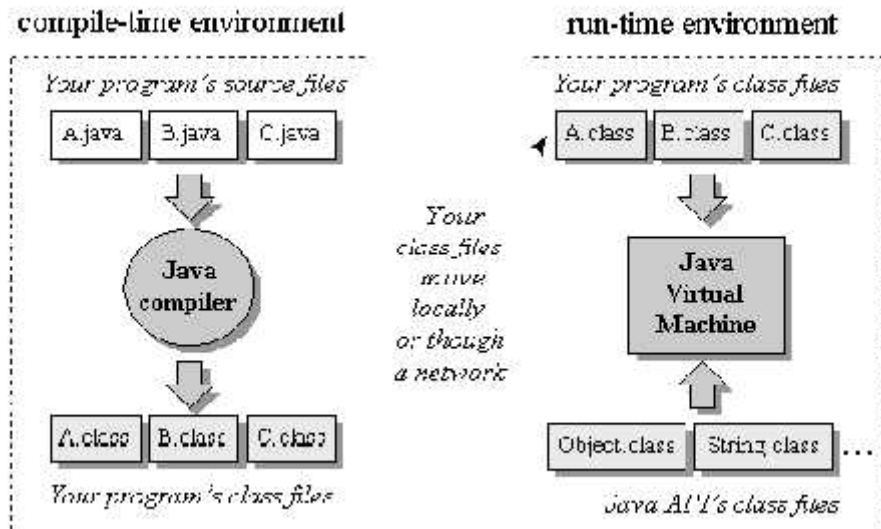 compile-time environment
Your program's source files
A.java B.java C.java
Java
compiler
A.class B.class C.class
Your program's class files
Your
class files
move
locally
or though
a network
run-time environment
Your program's class files
A.class B.class C.class
Java
Virtual
Machine
Object.class String.class ...
Java API's class files